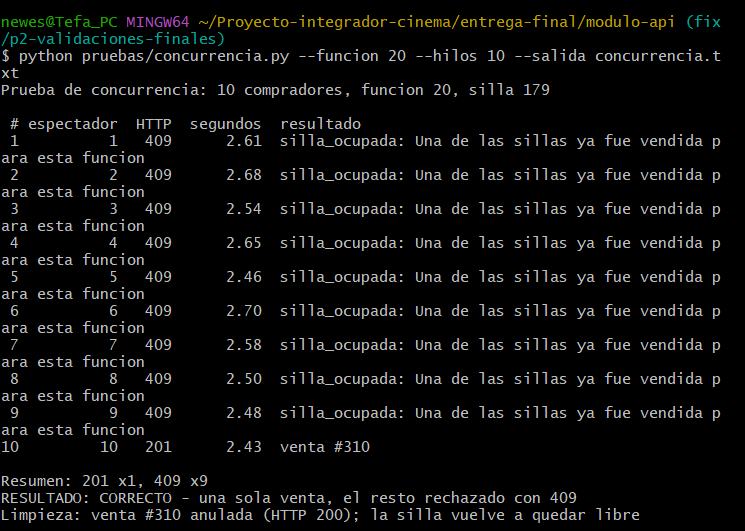 newes@Tefa_PC MINGW64 ~/Proyecto-integrador-cinema/entrega-final/modulo-api (fix
/p2-validaciones-finales)
$ python pruebas/concurrencia.py --funcion 20 --hilos 10 --salida concurrencia.t
xt
Prueba de concurrencia: 10 compradores, funcion 20, silla 179
# espectador HTTP segundos resultado
1 1 409 2.61 silla_ocupada: Una de las sillas ya fue vendida p
ara esta funcion
2 2 409 2.68 silla_ocupada: Una de las sillas ya fue vendida p
ara esta funcion
3 3 409 2.54 silla_ocupada: Una de las sillas ya fue vendida p
ara esta funcion
4 4 409 2.65 silla_ocupada: Una de las sillas ya fue vendida p
ara esta funcion
5 5 409 2.46 silla_ocupada: Una de las sillas ya fue vendida p
ara esta funcion
6 6 409 2.70 silla_ocupada: Una de las sillas ya fue vendida p
ara esta funcion
7 7 409 2.58 silla_ocupada: Una de las sillas ya fue vendida p
ara esta funcion
8 8 409 2.50 silla_ocupada: Una de las sillas ya fue vendida p
ara esta funcion
9 9 409 2.48 silla_ocupada: Una de las sillas ya fue vendida p
ara esta funcion
10 10 201 2.43 venta #310
Resumen: 201 x1, 409 x9
RESULTADO: CORRECTO - una sola venta, el resto rechazado con 409
Limpieza: venta #310 anulada (HTTP 200); la silla vuelve a quedar libre